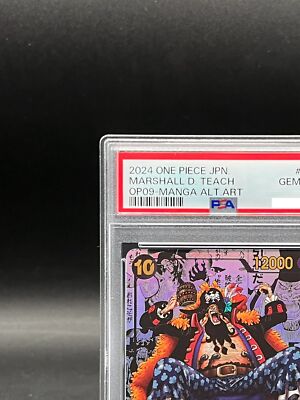 2024 ONE PIECE JPN. #
MARSHALL D. TEACH GEM
OP09-MANGA ALT ART
PSA
10 12000